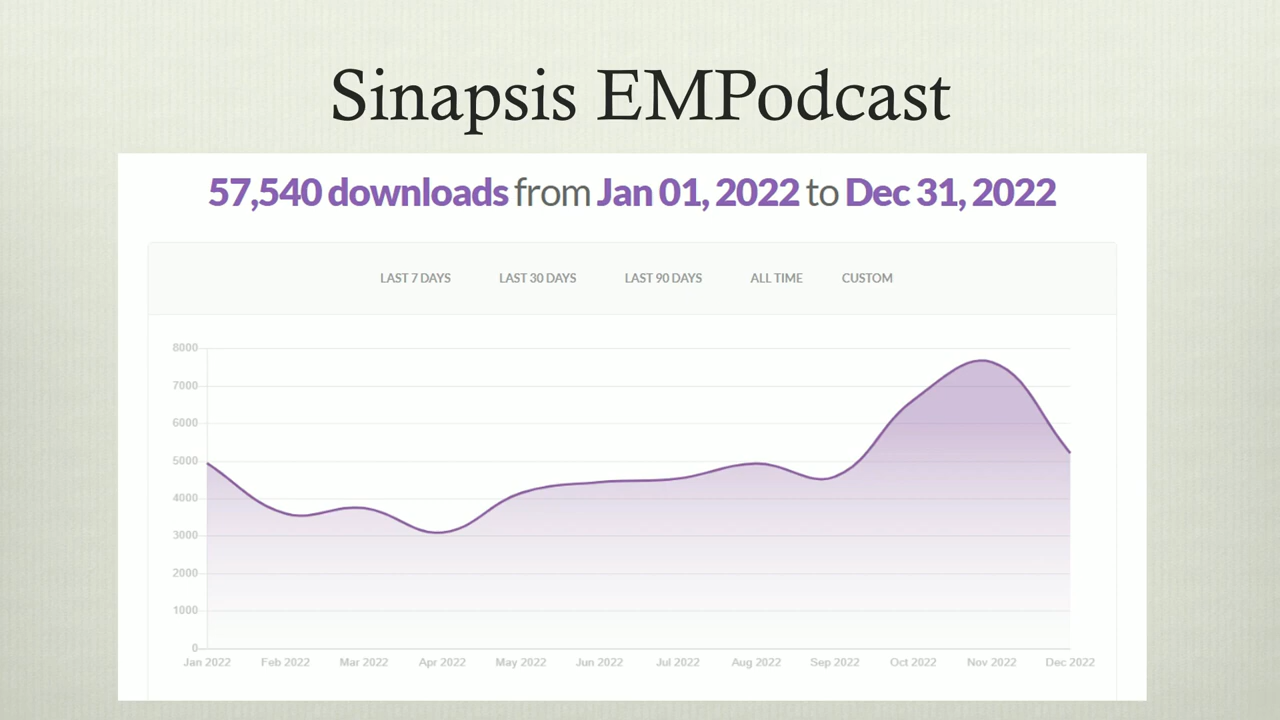 Sinapsis EMPodcast
57,540 downloads from Jan 01, 2022 to Dec 31, 2022
LAST 7 DAYS LAST 30 DAYS LAST 90 DAYS ALL TIME CUSTOM
8000
7000
6000
5000
4000
3000
2000
1000
0
Jan 2022 Feb 2022 Mar 2022 Apr 2022 May 2022 Jun 2022 Jul 2022 Aug 2022 Sep 2022 Oct 2022 Nov 2022 Dec 2022